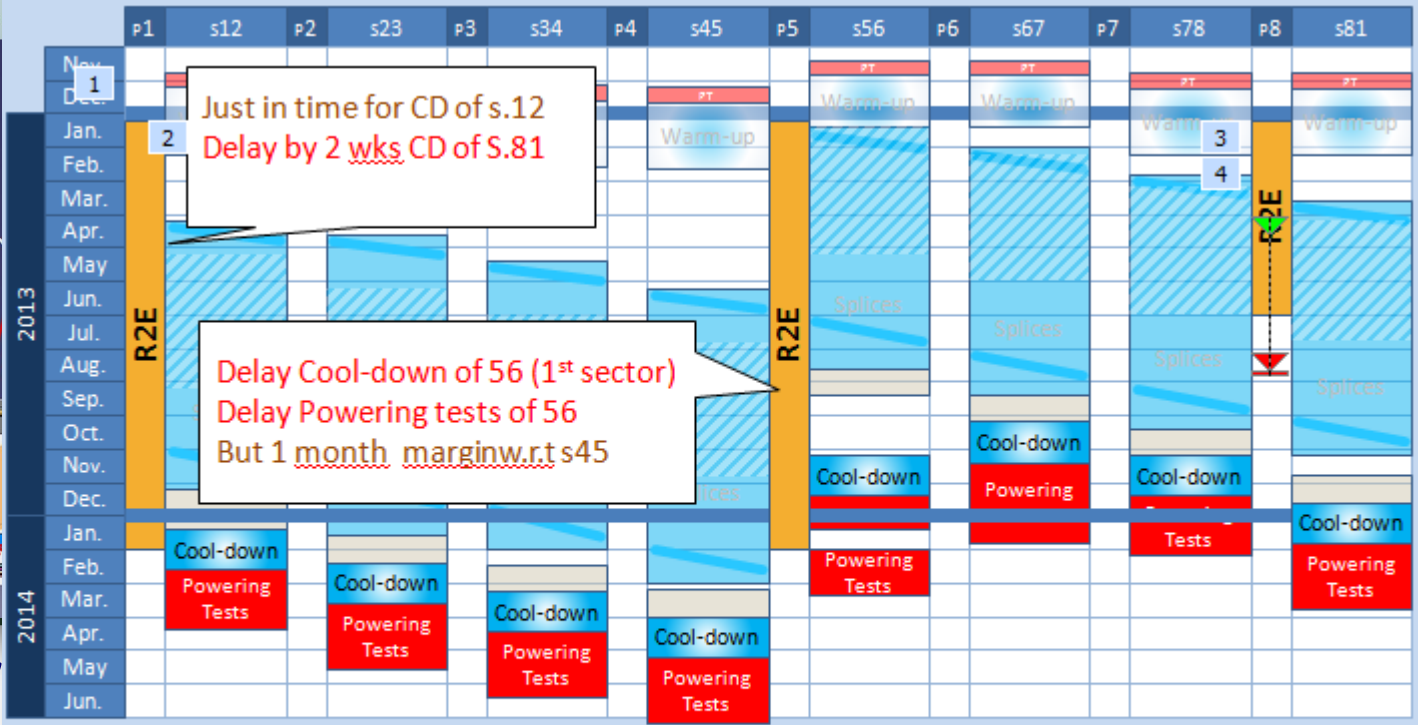 P1 s12 P2 s23 P3 s34 P4 s45 P5 s56 P6 s67 P7 s78 P8 s81
Nov.
1
Dec.
PT
PT
PT
PT
PT
Warm-up
Warm-up
Warm-up
Warm-up
Warm-up
Just in time for CD of s.12
Delay by 2 wks CD of S.81
2013
Jan.
2
3
Feb.
4
Mar.
Apr.
May
Jun.
Jul.
Aug.
Sep.
Oct.
Nov.
Dec.
R2E
R2E
R2E
Splices
Splices
Splices
Splices
Delay Cool-down of 56 (1st sector)
Delay Powering tests of 56
But 1 month marginw.r.t s45
Cool-down
Powering
Cool-down
Cool-down
Tests
Cool-down
Powering
Tests
2014
Jan.
Feb.
Mar.
Apr.
May
Jun.
Cool-down
Powering
Tests
Cool-down
Powering
Tests
Cool-down
Powering
Tests
Cool-down
Powering
Tests
Powering
Tests